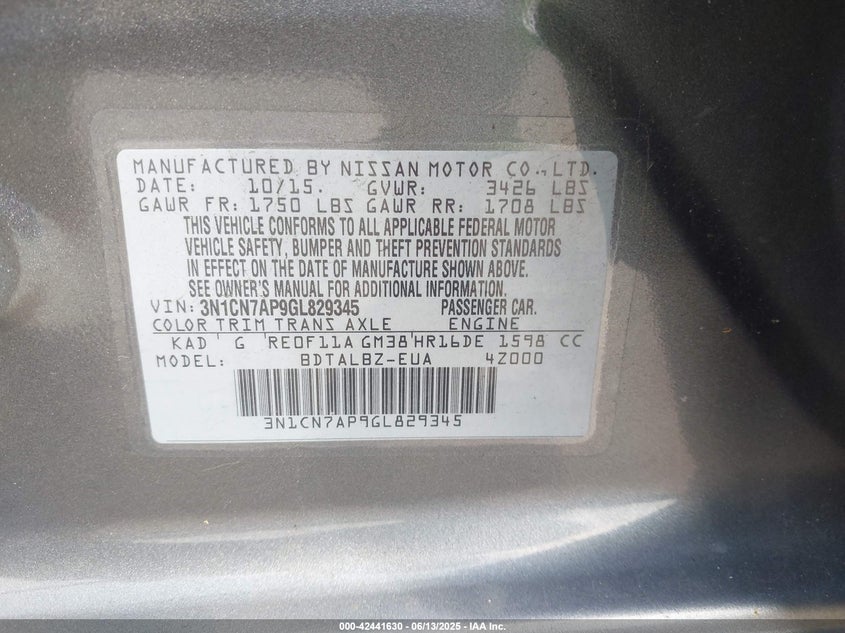 MANUFACTURED BY NISSAN MOTOR CO.,LTD.
DATE: 10/15. GVWR: 3426 LBS
GAWR FR: 1750 LBS GAWR RR: 1708 LBS
THIS VEHICLE CONFORMS TO ALL APPLICABLE FEDERAL MOTOR
VEHICLE SAFETY, BUMPER AND THEFT PREVENTION STANDARDS
IN EFFECT ON THE DATE OF MANUFACTURE SHOWN ABOVE.
SEE OWNER'S MANUAL FOR ADDITIONAL INFORMATION.
VIN: 3N1CN7AP9GL829345 PASSENGER CAR.
COLOR TRIM TRANS AXLE ENGINE
KAD G RE0F11A GM38 HR16DE 1598 CC
MODEL: BDTALBZ-EUA 4Z000
3N1CN7AP9GL829345
000-42441630 - 06/13/2025 - IAA Inc.